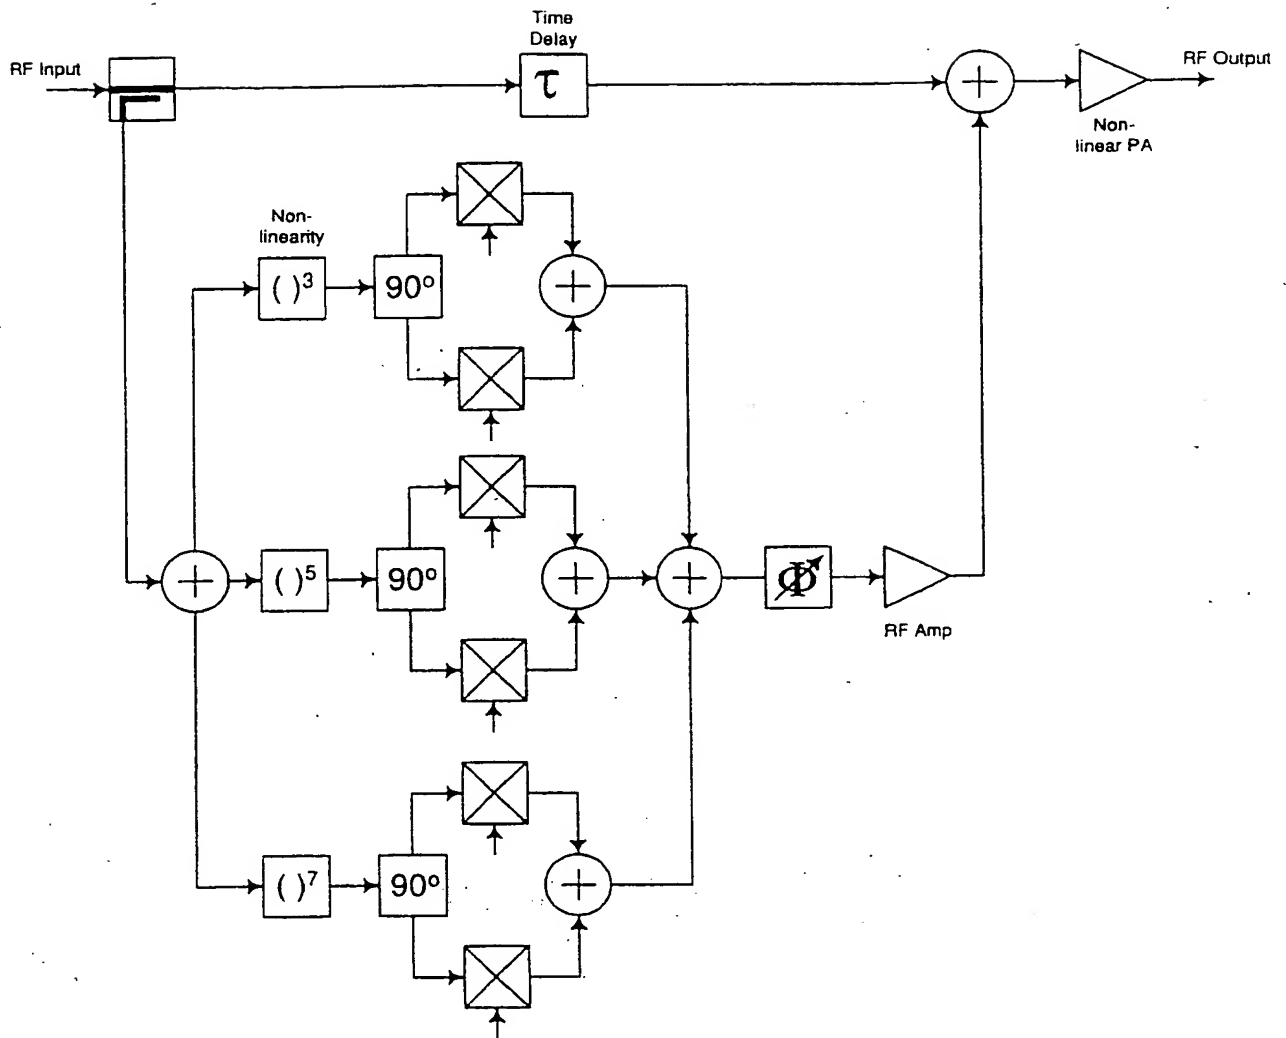 Time
Delay
RF Input
τ
RF Output
Non-
linear PA
Non-
linearity
( )³
90°
( )⁵
90°
Φ
RF Amp
( )⁷
90°